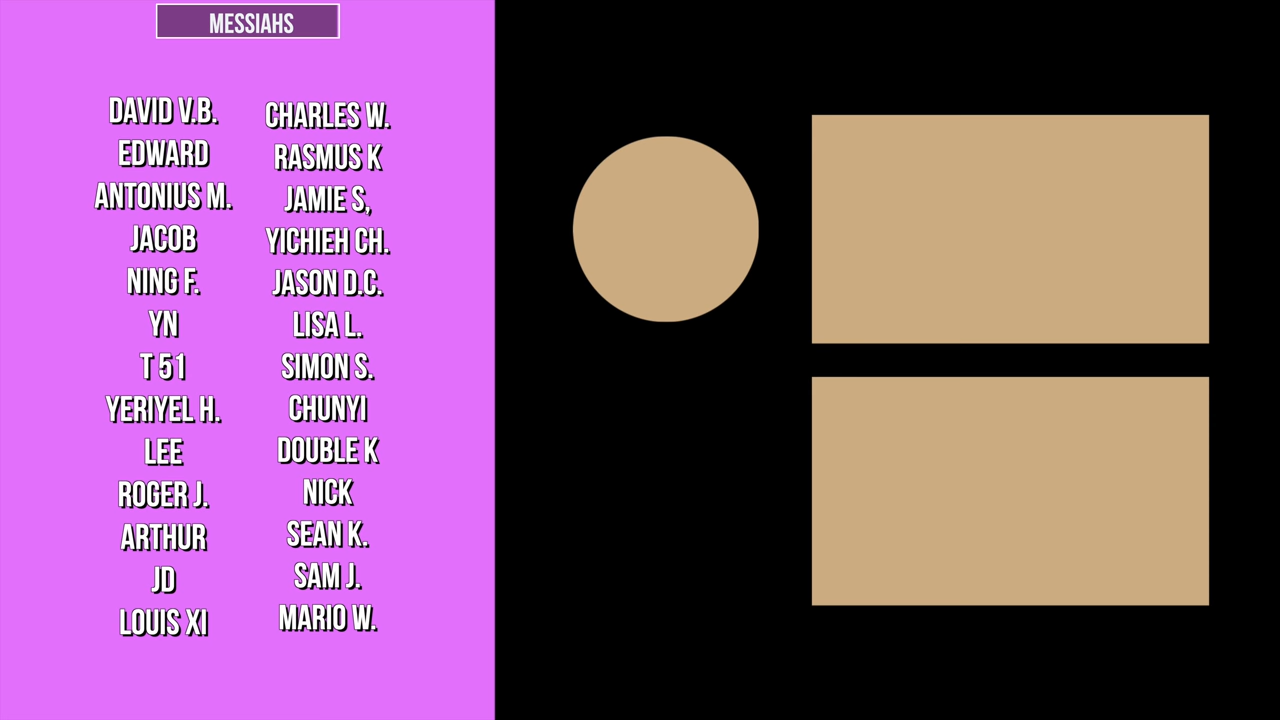 MESSIAHS
DAVID V.B.
EDWARD
ANTONIUS M.
JACOB
NING F.
YN
T 51
YERIYEL H.
LEE
ROGER J.
ARTHUR
JD
LOUIS XI
CHARLES W.
RASMUS K
JAMIE S,
YICHIEH CH.
JASON D.C.
LISA L.
SIMON S.
CHUNYI
DOUBLE K
NICK
SEAN K.
SAM J.
MARIO W.